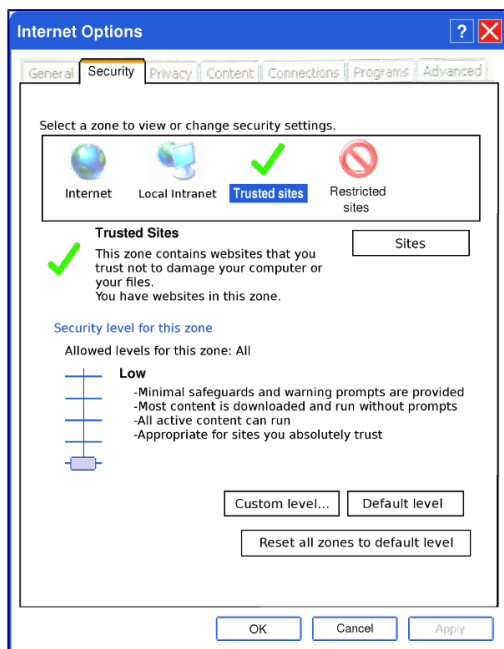 Internet Options
?
General Security Privacy Content Connections Programs Advanced
Select a zone to view or change security settings.
Internet Local Intranet Trusted sites Restricted
sites
Trusted Sites
Sites
This zone contains websites that you
trust not to damage your computer or
your files.
You have websites in this zone.
Security level for this zone
Allowed levels for this zone: All
Low
-Minimal safeguards and warning prompts are provided
-Most content is downloaded and run without prompts
-All active content can run
-Appropriate for sites you absolutely trust
Custom level... Default level
Reset all zones to default level
OK Cancel Apply